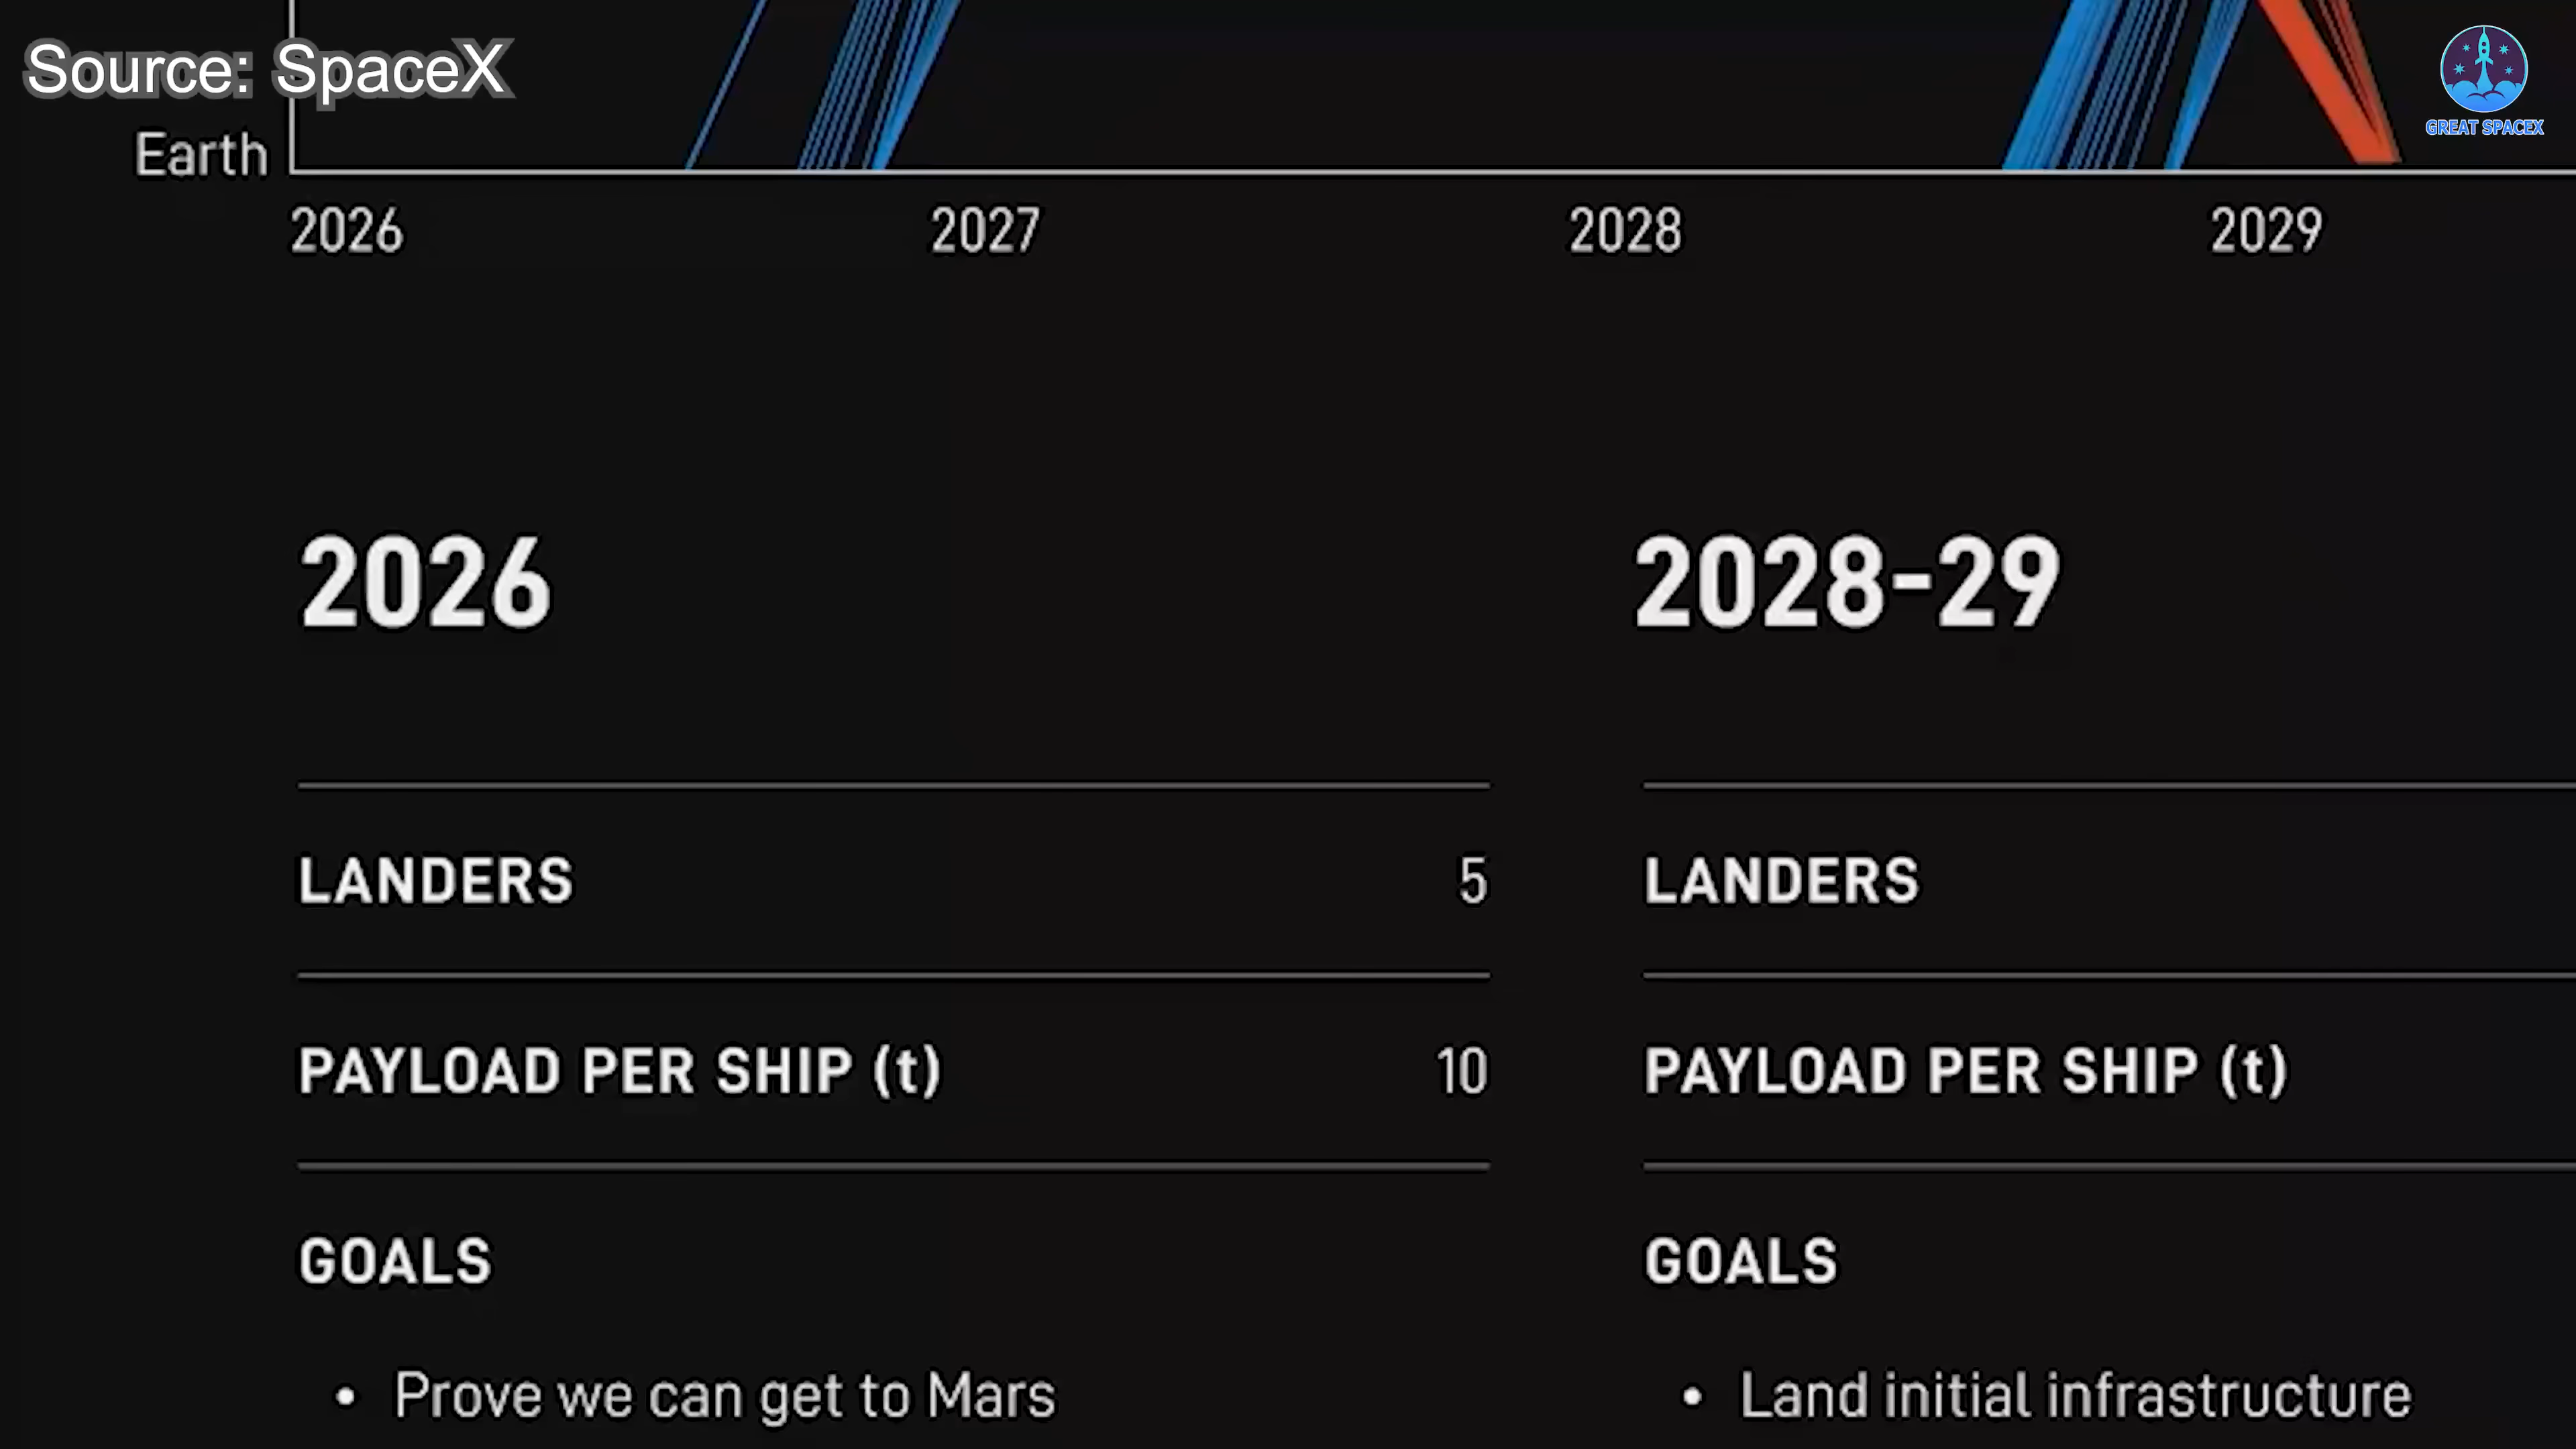 Source: SpaceX
GREAT SPACEX
Earth
2026 2027 2028 2029
2026
LANDERS 5
PAYLOAD PER SHIP (t) 10
GOALS
• Prove we can get to Mars
2028-29
LANDERS
PAYLOAD PER SHIP (t)
GOALS
• Land initial infrastructure